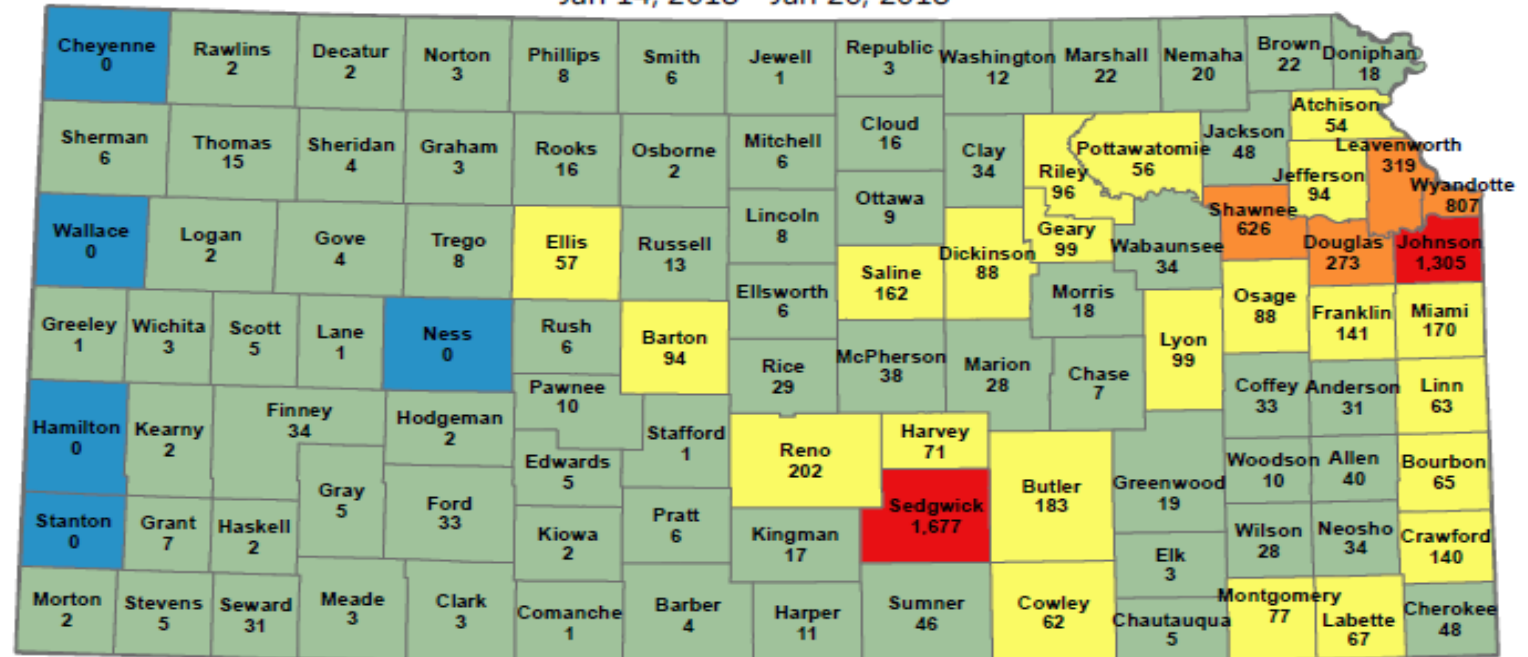 Cheyenne
0
Rawlins
2
Decatur
2
Norton
3
Phillips
8
Smith
6
Jewell
1
Republic
3
Washington
12
Marshall
22
Nemaha
20
Brown
22
Doniphan
18
Atchison
54
Sherman
6
Thomas
15
Sheridan
4
Graham
3
Rooks
16
Osborne
2
Mitchell
6
Cloud
16
Clay
34
Riley
96
Pottawatomie
56
Jackson
48
Jefferson
94
Leavenworth
319
Wyandotte
807
Wallace
0
Logan
2
Gove
4
Trego
8
Ellis
57
Russell
13
Lincoln
8
Ottawa
9
Saline
162
Dickinson
88
Geary
99
Wabaunsee
34
Shawnee
626
Douglas
273
Johnson
1,305
Greeley
1
Wichita
3
Scott
5
Lane
1
Ness
0
Rush
6
Barton
94
Ellsworth
6
Rice
29
McPherson
38
Marion
28
Morris
18
Chase
7
Lyon
99
Osage
88
Franklin
141
Miami
170
Coffey
33
Anderson
31
Linn
63
Hamilton
0
Kearny
2
Finney
34
Hodgeman
2
Pawnee
10
Stafford
1
Edwards
5
Reno
202
Harvey
71
Sedgwick
1,677
Butler
183
Greenwood
19
Woodson
10
Allen
40
Bourbon
65
Stanton
0
Grant
7
Haskell
2
Gray
5
Ford
33
Kiowa
2
Pratt
6
Kingman
17
Elk
3
Wilson
28
Neosho
34
Crawford
140
Morton
2
Stevens
5
Seward
31
Meade
3
Clark
3
Comanche
1
Barber
4
Harper
11
Sumner
46
Cowley
62
Chautauqua
5
Montgomery
77
Labette
67
Cherokee
48